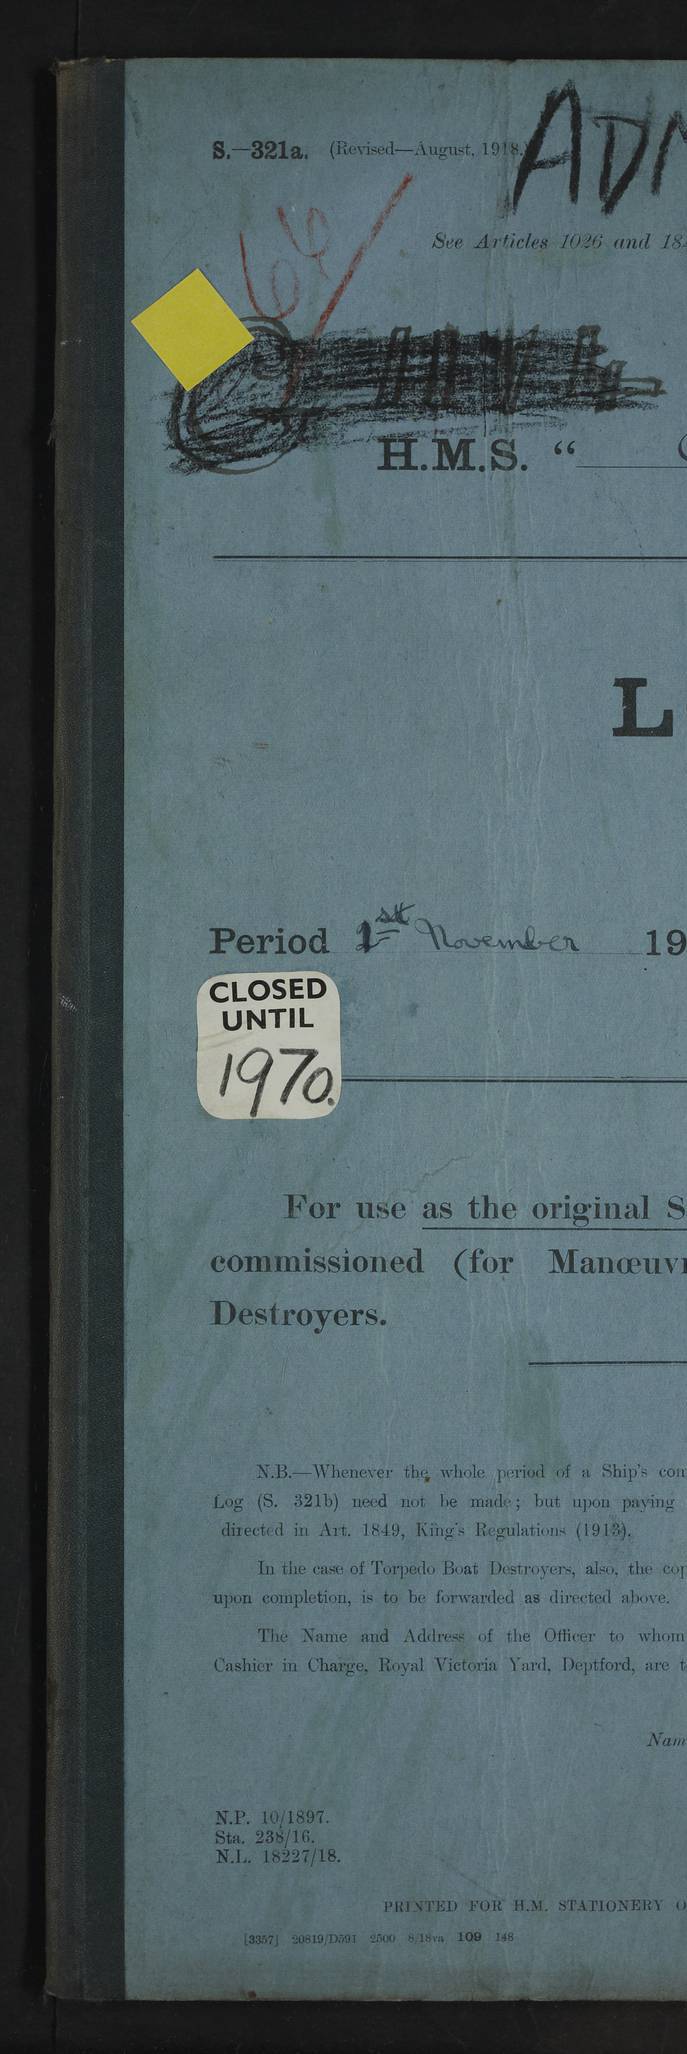 S.—321a. (Revised—August, 1918.)
ADM
See Articles 1026 and 18
66
H.M.S. “
L
Period 1st November 19
CLOSED
UNTIL
1970.
For use as the original S
commissioned (for Manœuv
Destroyers.
N.B.—Whenever the whole period of a Ship's com
Log (S. 321b) need not be made; but upon paying
directed in Art. 1849, King's Regulations (1913).
In the case of Torpedo Boat Destroyers, also, the cop
upon completion, is to be forwarded as directed above.
The Name and Address of the Officer to whom
Cashier in Charge, Royal Victoria Yard, Deptford, are t
Nam
N.P. 10/1897.
Sta. 238/16.
N.L. 18227/18.
PRINTED FOR H.M. STATIONERY O
[3357] 20819/D591 2500 8/18va 109 148